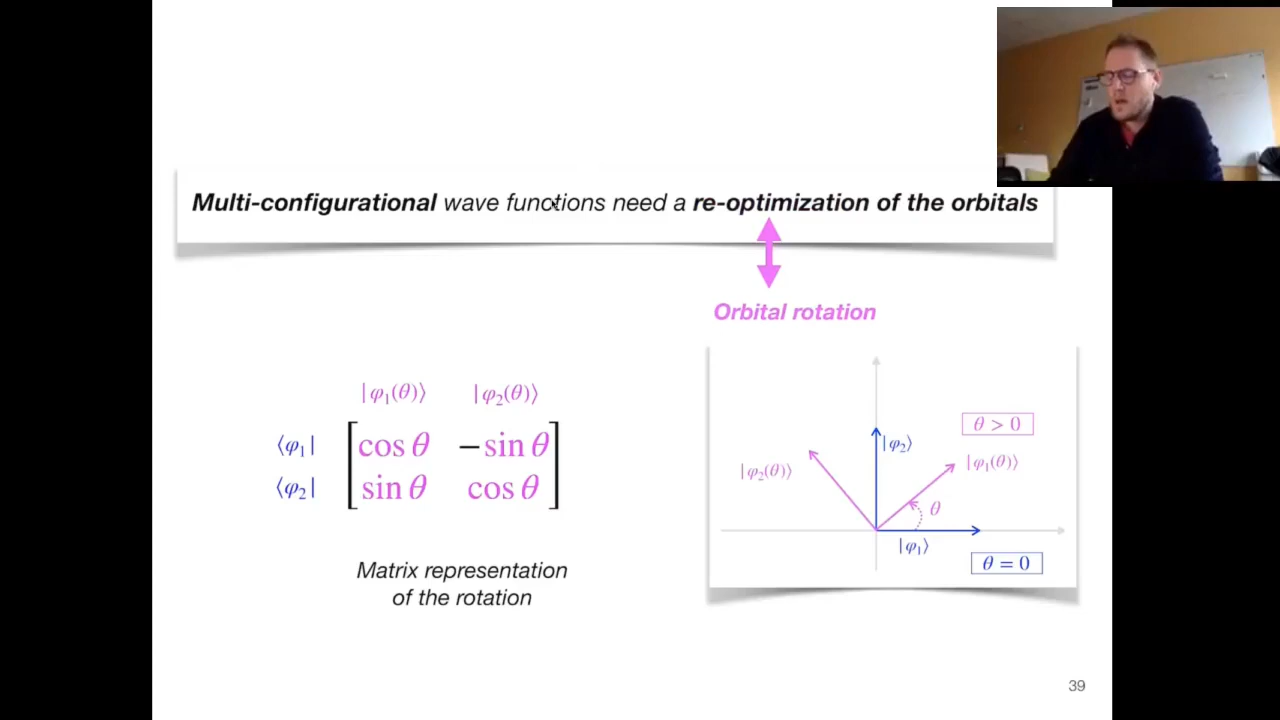 Multi-configurational wave functions need a re-optimization of the orbitals
Orbital rotation
|φ₁(θ)⟩ |φ₂(θ)⟩
⟨φ₁| cos θ −sin θ
⟨φ₂| sin θ cos θ
Matrix representation
of the rotation
θ > 0
|φ₂⟩
|φ₁(θ)⟩
|φ₂(θ)⟩
θ
|φ₁⟩
θ = 0
39